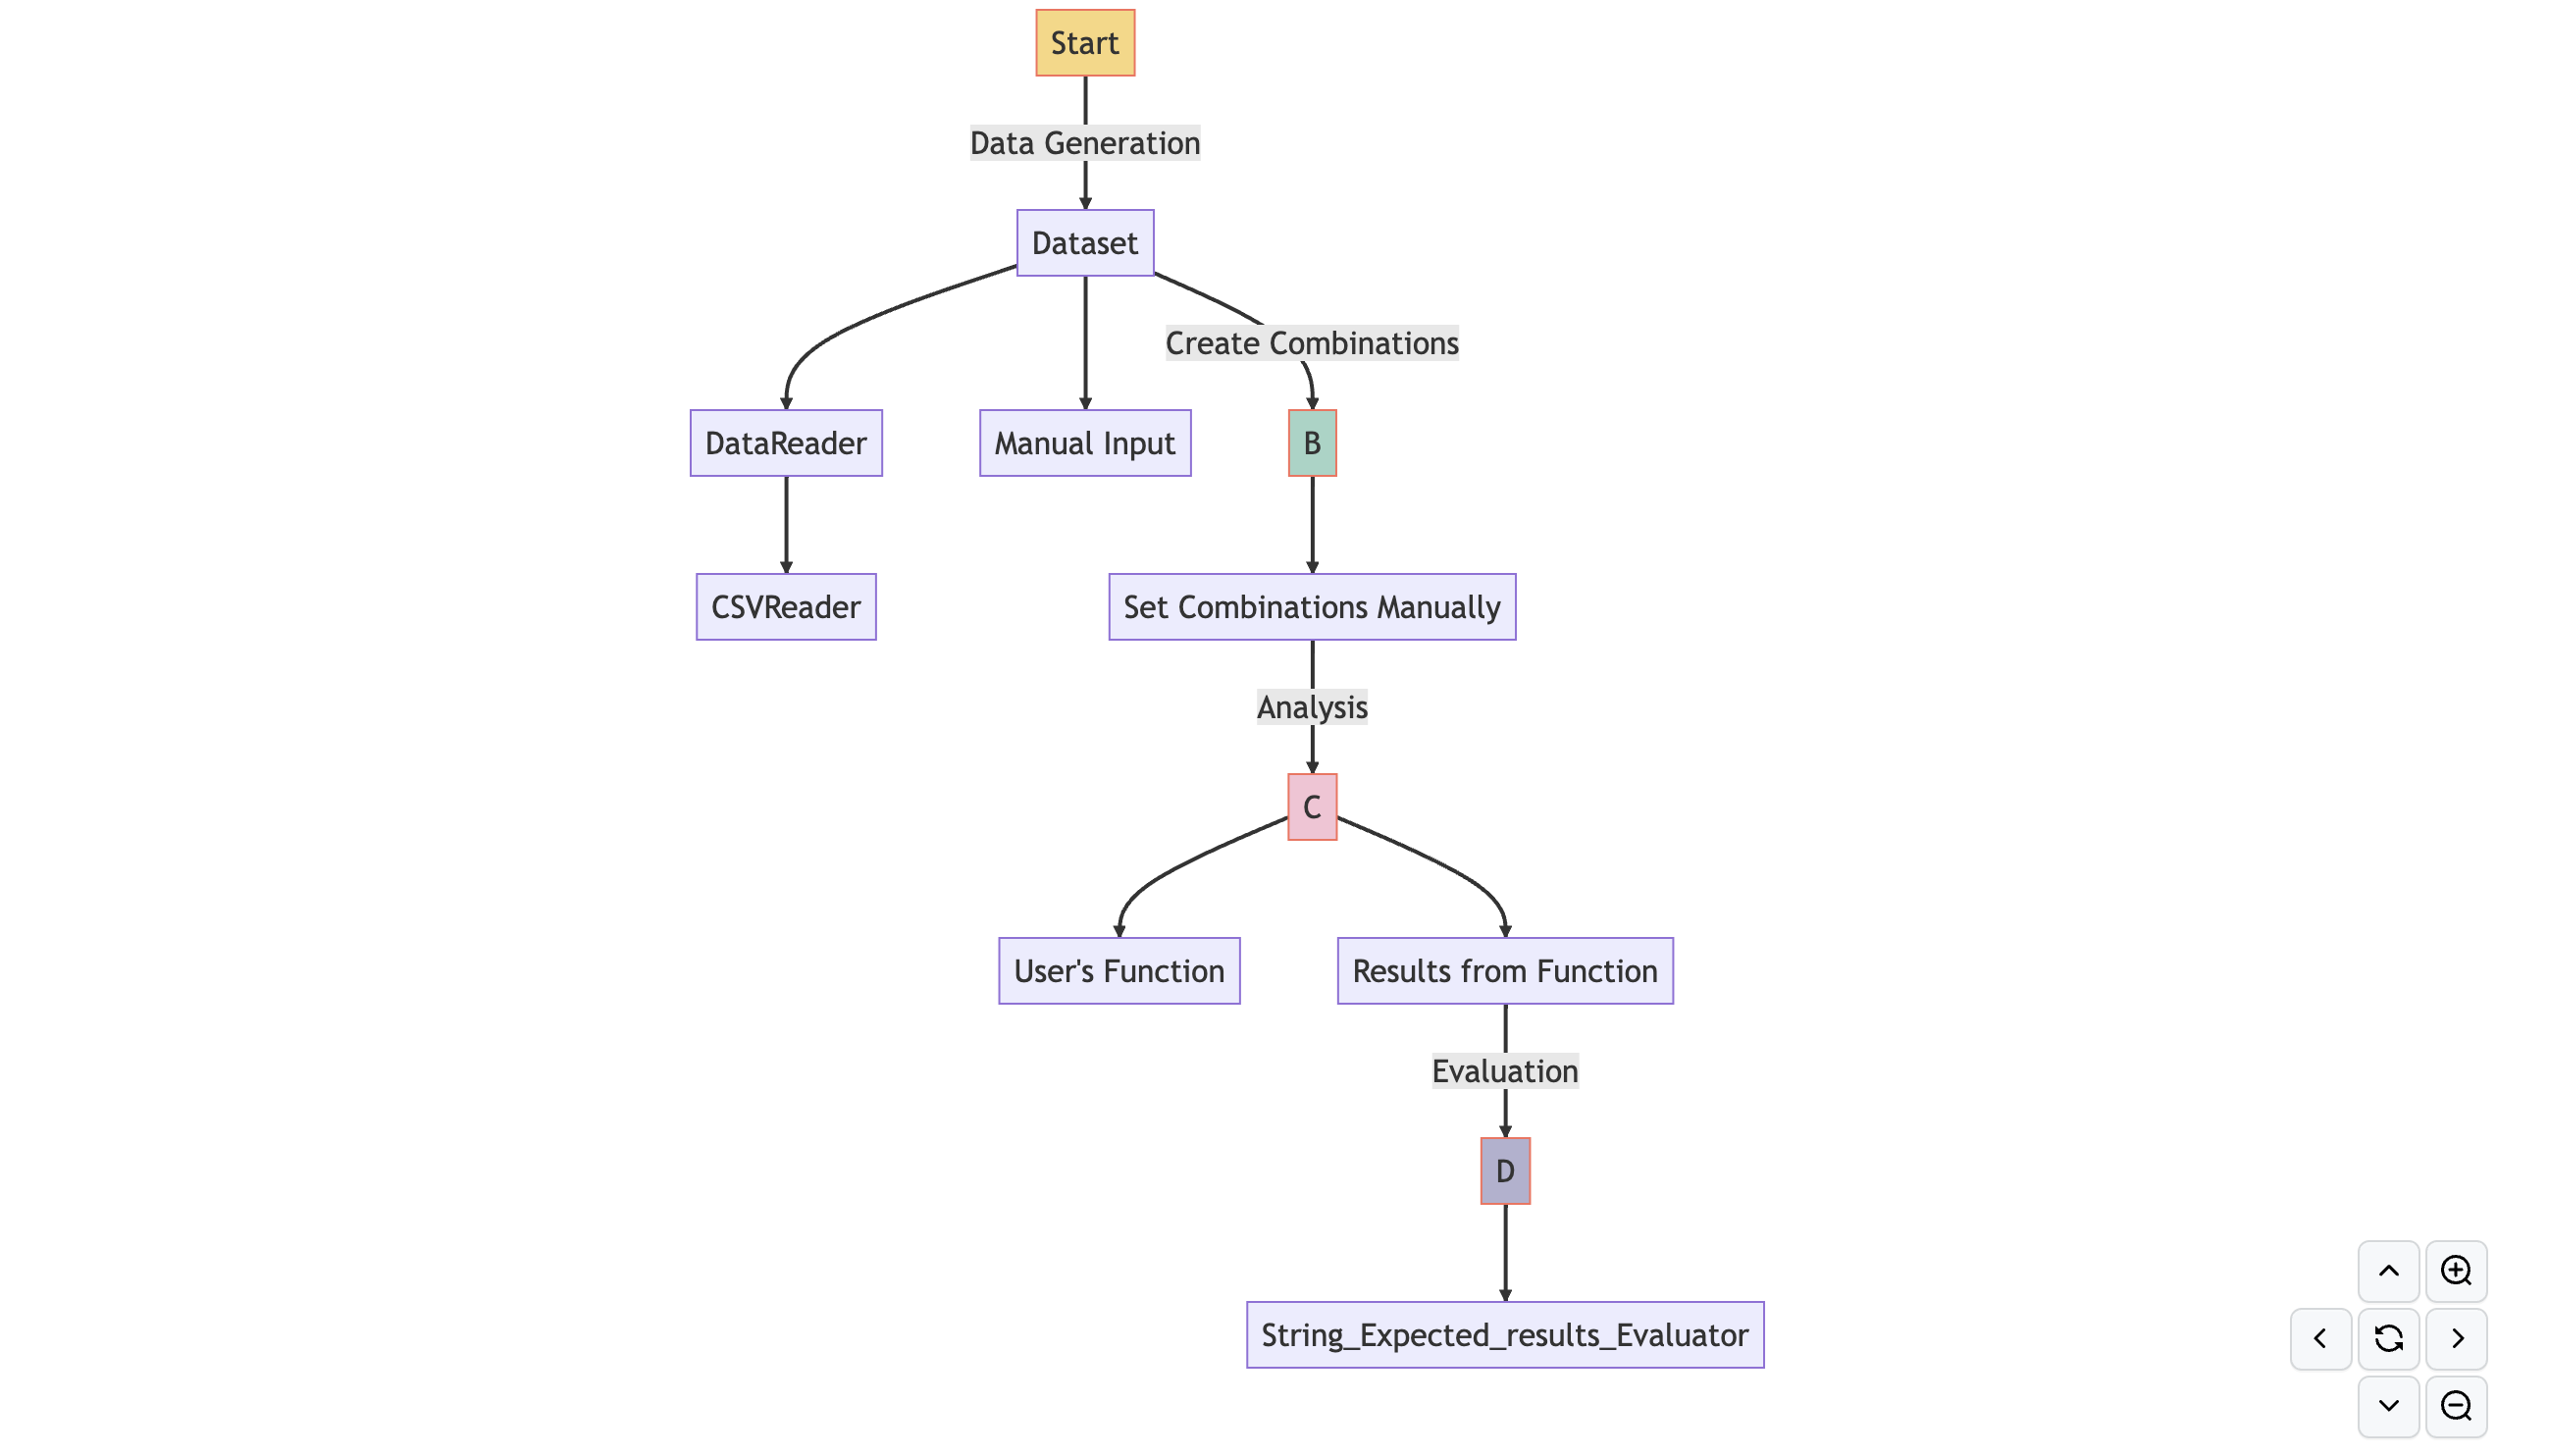 Start
Data Generation
Dataset
Create Combinations
DataReader
Manual Input
B
CSVReader
Set Combinations Manually
Analysis
C
User's Function
Results from Function
Evaluation
D
String_Expected_results_Evaluator